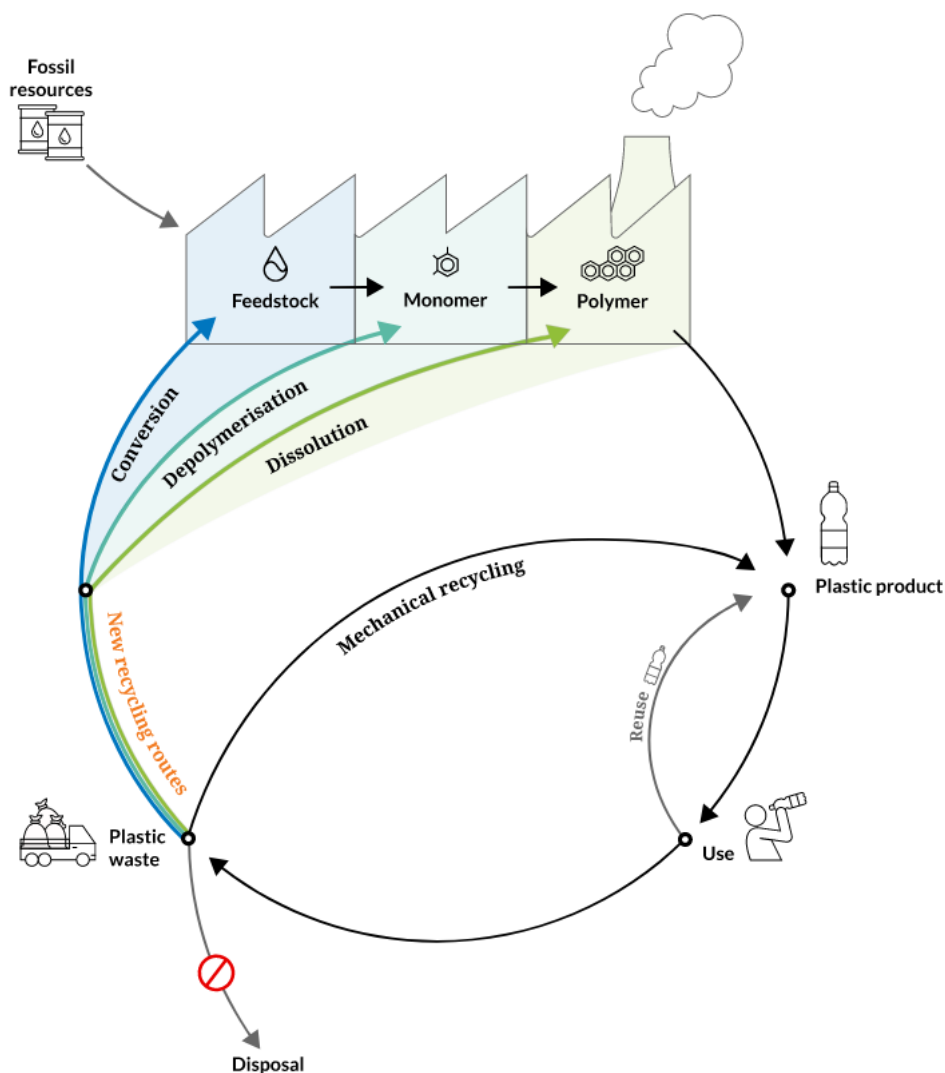 Fossil
resources
Feedstock
Monomer
Polymer
Conversion
Depolymerisation
Dissolution
Plastic product
Mechanical recycling
New recycling routes
Reuse
Plastic
waste
Use
Disposal